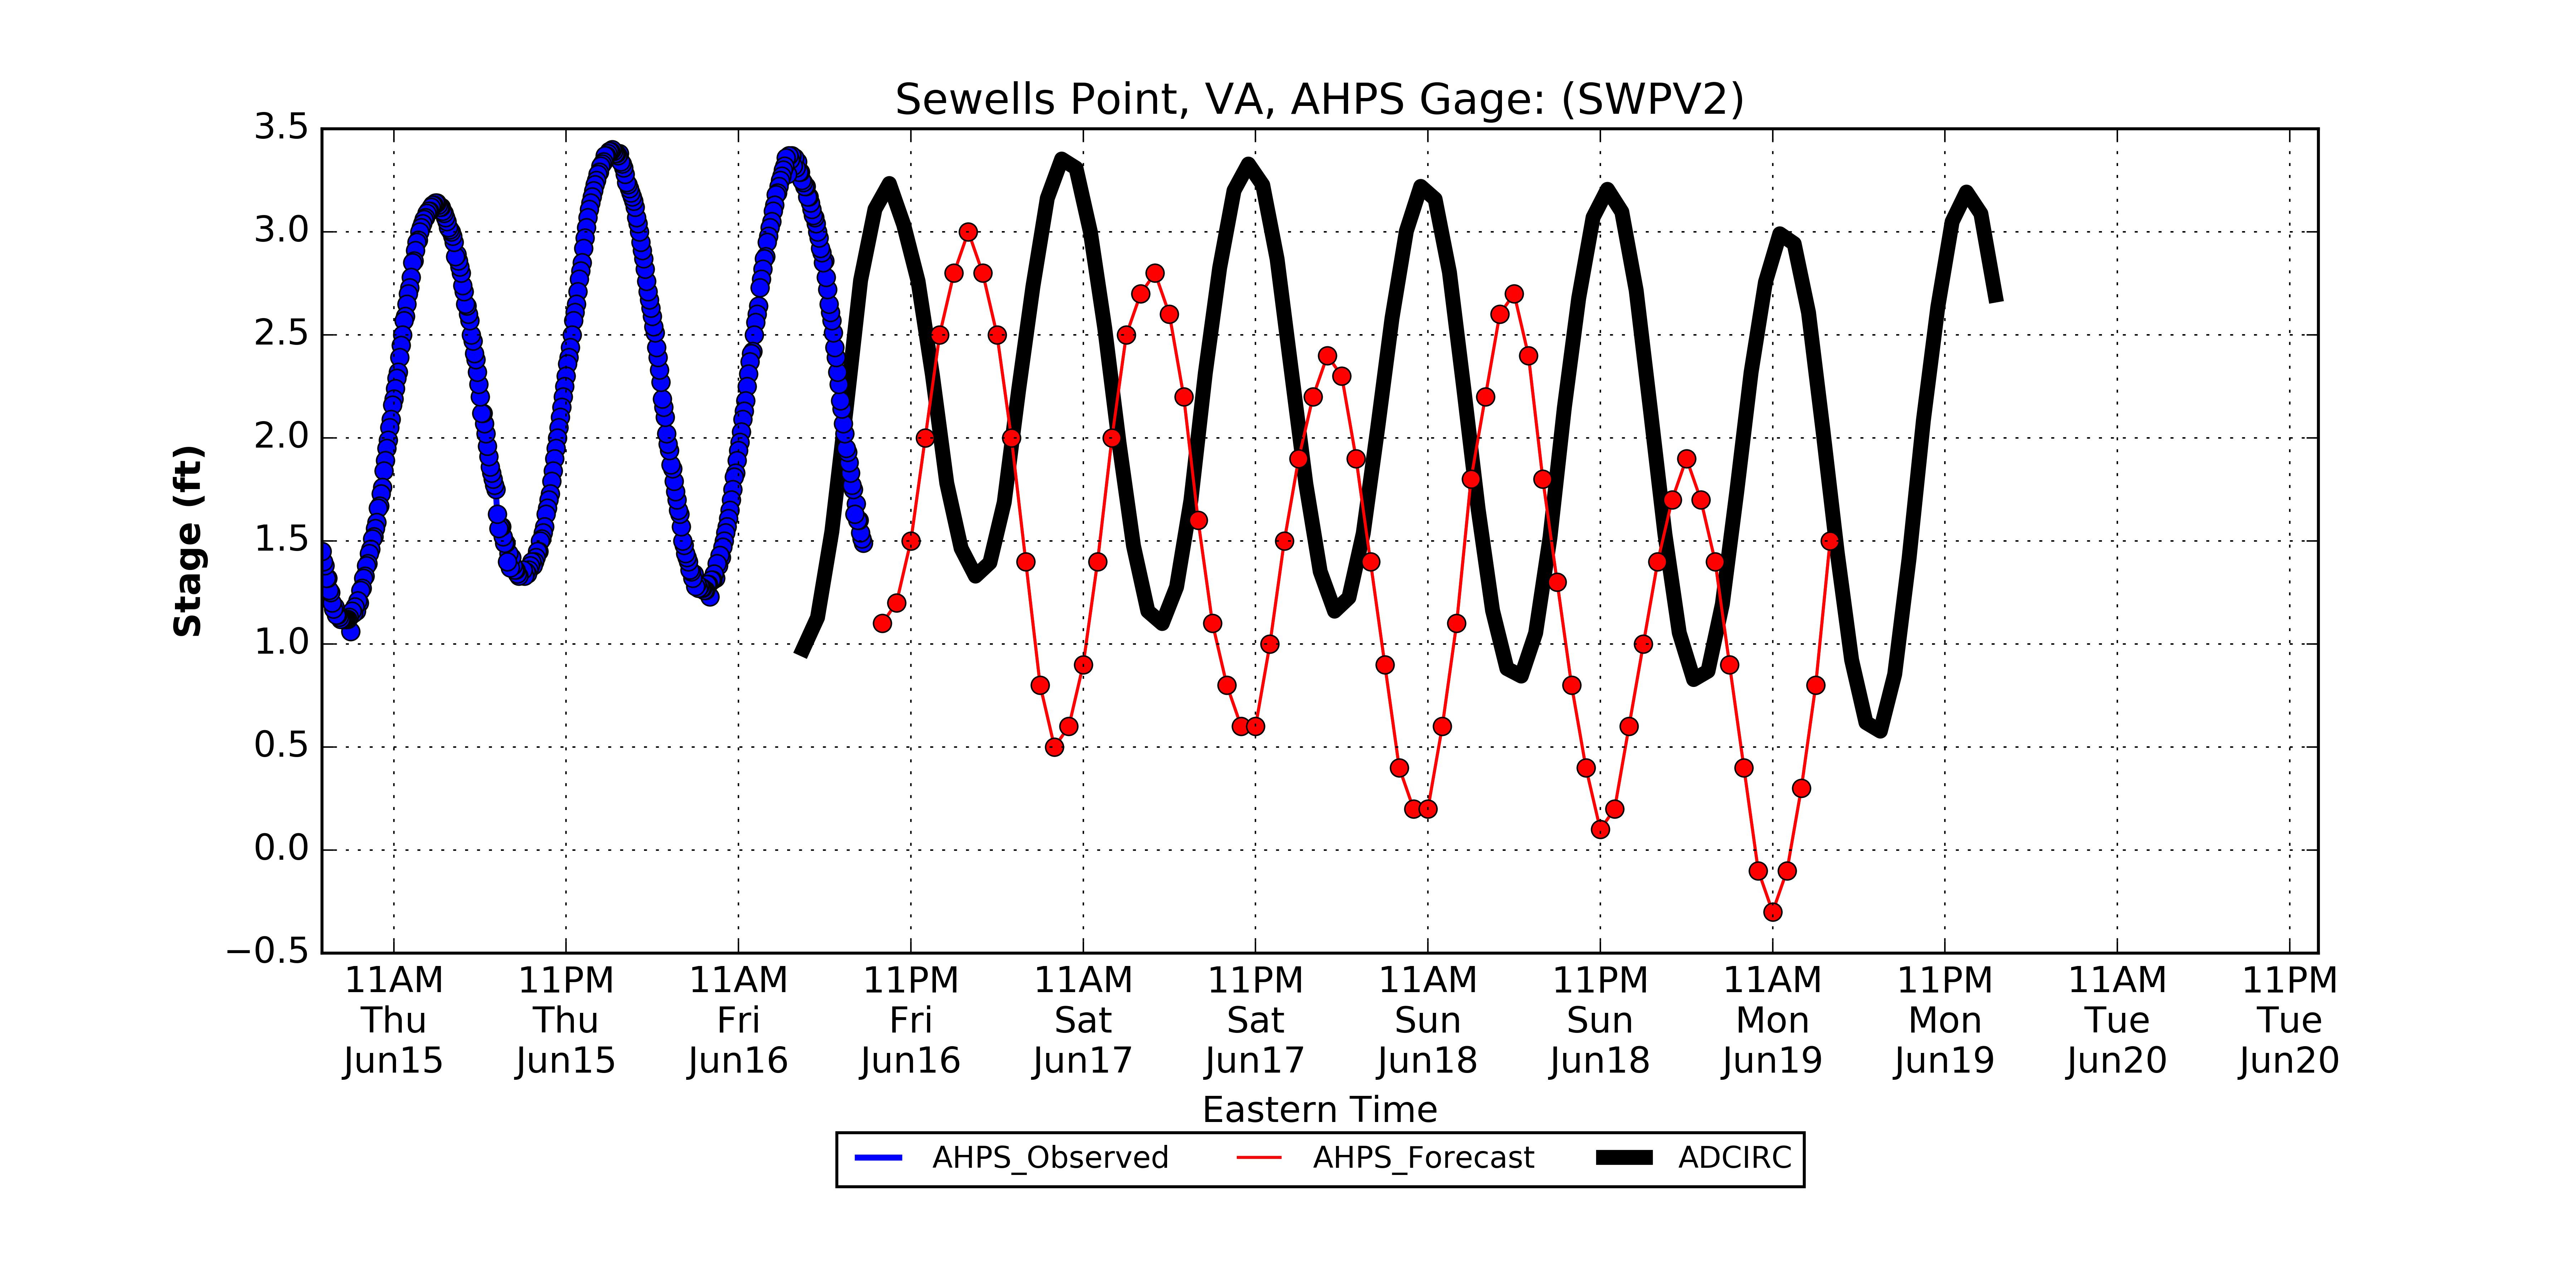 Sewells Point, VA, AHPS Gage: (SWPV2)
3.5
3.0
2.5
2.0
1.5
1.0
0.5
0.0
−0.5
Stage (ft)
11AM 11PM 11AM 11PM 11AM 11PM 11AM 11PM 11AM 11PM 11AM 11PM
Thu Thu Fri Fri Sat Sat Sun Sun Mon Mon Tue Tue
Jun15 Jun15 Jun16 Jun16 Jun17 Jun17 Jun18 Jun18 Jun19 Jun19 Jun20 Jun20
Eastern Time
AHPS_Observed AHPS_Forecast ADCIRC